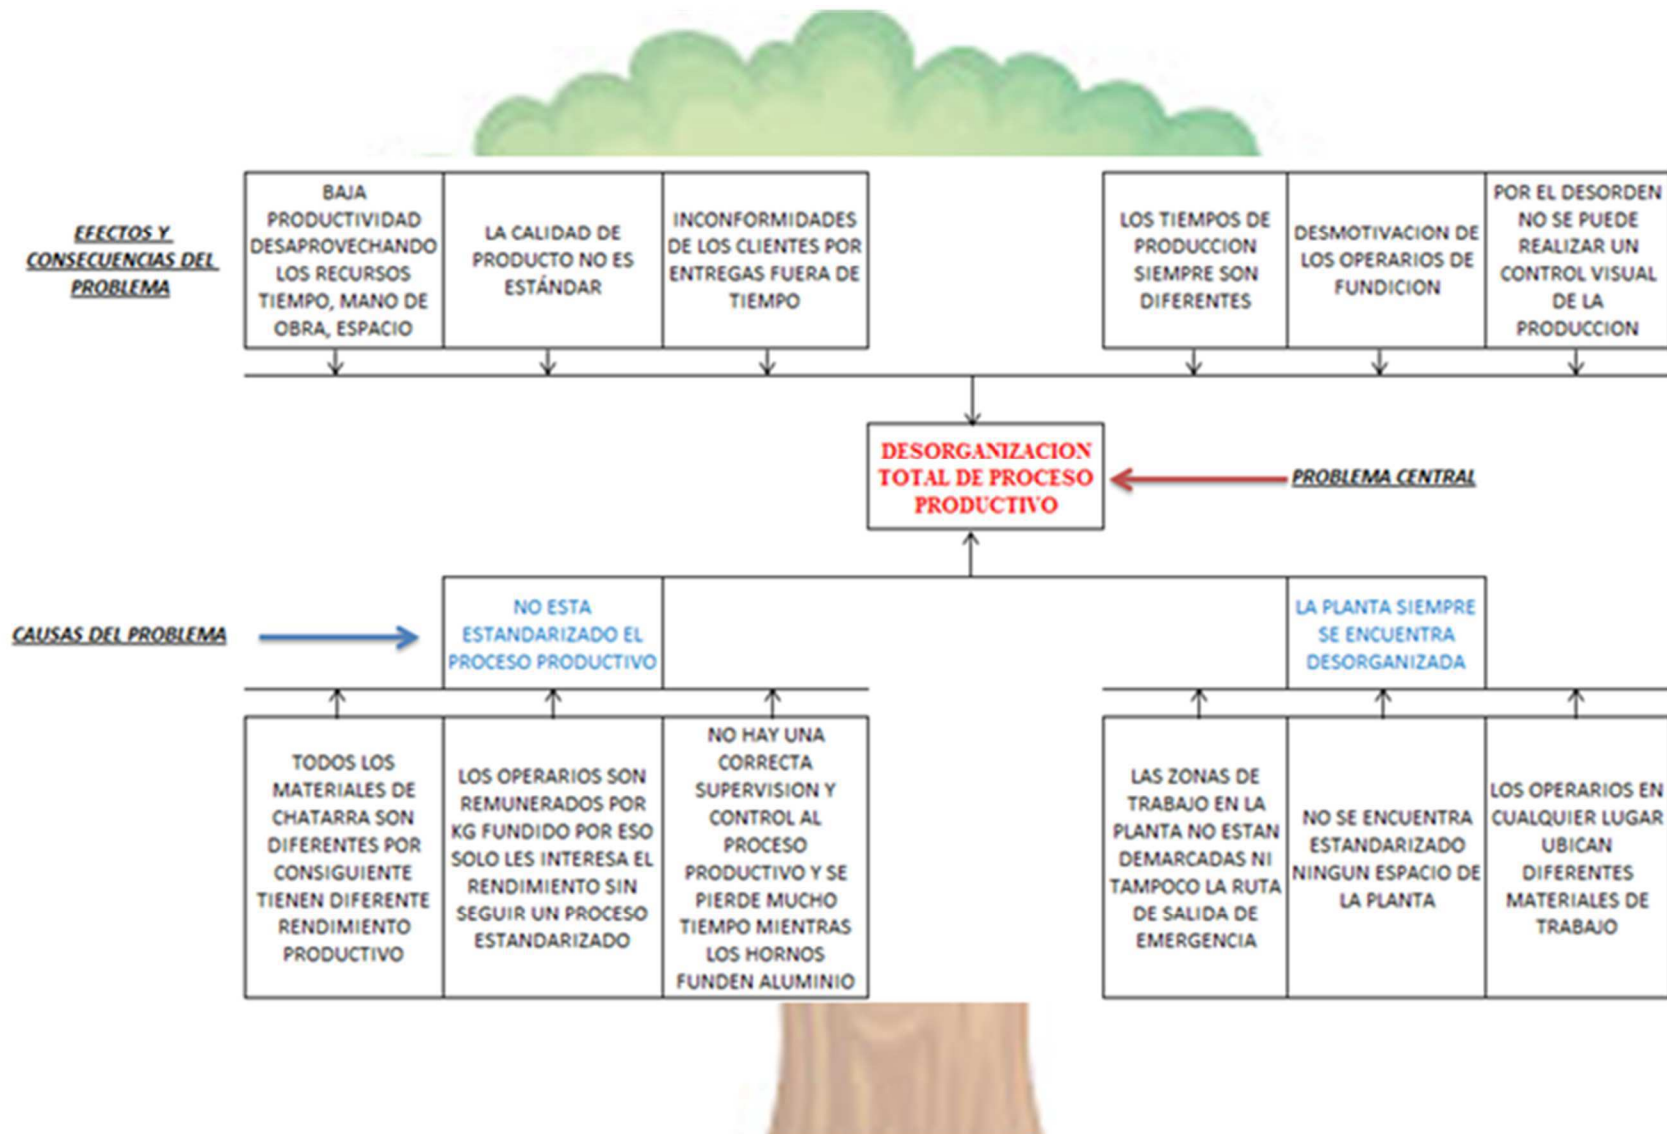 EFECTOS Y
CONSECUENCIAS DEL
PROBLEMA
BAJA
PRODUCTIVIDAD
DESAPROVECHANDO
LOS RECURSOS
TIEMPO, MANO DE
OBRA, ESPACIO
LA CALIDAD DE
PRODUCTO NO ES
ESTÁNDAR
INCONFORMIDADES
DE LOS CLIENTES POR
ENTREGAS FUERA DE
TIEMPO
LOS TIEMPOS DE
PRODUCCION
SIEMPRE SON
DIFERENTES
DESMOTIVACION DE
LOS OPERARIOS DE
FUNDICION
POR EL DESORDEN
NO SE PUEDE
REALIZAR UN
CONTROL VISUAL
DE LA
PRODUCCION
DESORGANIZACION
TOTAL DE PROCESO
PRODUCTIVO
PROBLEMA CENTRAL
CAUSAS DEL PROBLEMA
NO ESTA
ESTANDARIZADO EL
PROCESO PRODUCTIVO
LA PLANTA SIEMPRE
SE ENCUENTRA
DESORGANIZADA
TODOS LOS
MATERIALES DE
CHATARRA SON
DIFERENTES POR
CONSIGUIENTE
TIENEN DIFERENTE
RENDIMIENTO
PRODUCTIVO
LOS OPERARIOS SON
REMUNERADOS POR
KG FUNDIDO POR ESO
SOLO LES INTERESA EL
RENDIMIENTO SIN
SEGUIR UN PROCESO
ESTANDARIZADO
NO HAY UNA
CORRECTA
SUPERVISION Y
CONTROL AL
PROCESO
PRODUCTIVO Y SE
PIERDE MUCHO
TIEMPO MIENTRAS
LOS HORNOS
FUNDEN ALUMINIO
LAS ZONAS DE
TRABAJO EN LA
PLANTA NO ESTAN
DEMARCADAS NI
TAMPOCO LA RUTA
DE SALIDA DE
EMERGENCIA
NO SE ENCUENTRA
ESTANDARIZADO
NINGUN ESPACIO DE
LA PLANTA
LOS OPERARIOS EN
CUALQUIER LUGAR
UBICAN
DIFERENTES
MATERIALES DE
TRABAJO